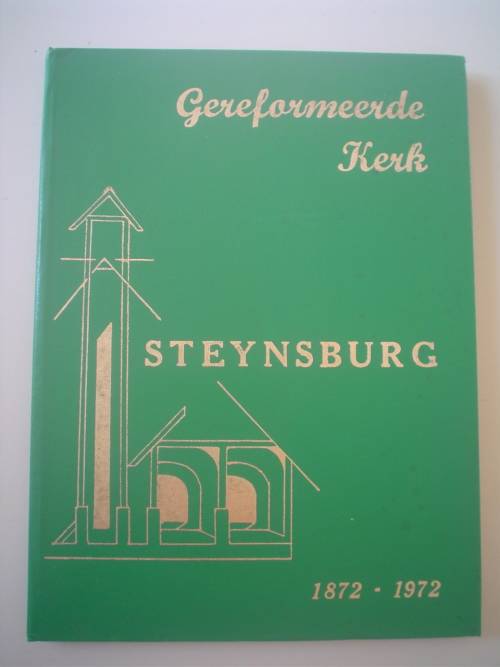 Gereformeerde
Kerk
STEYNSBURG
1872 - 1972